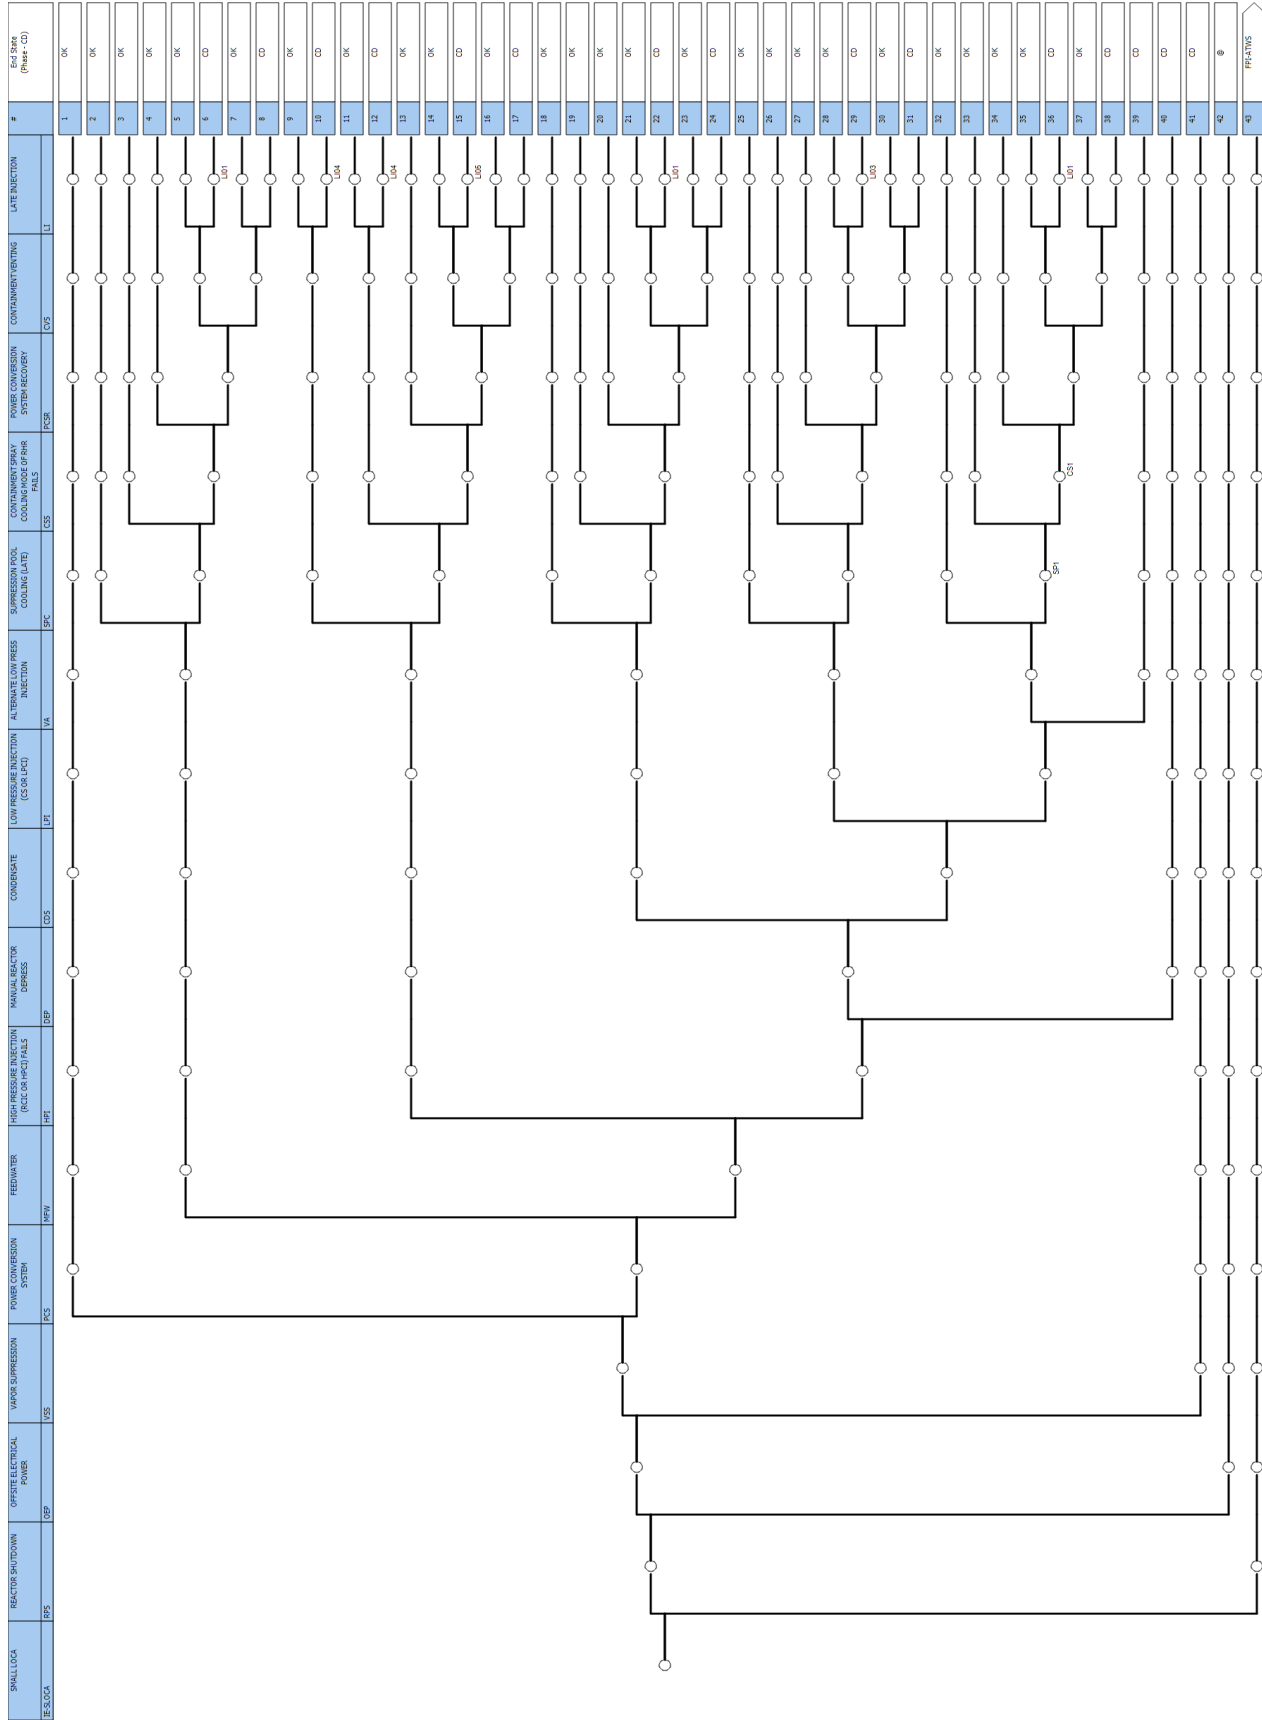 SMALL LOCA
REACTOR SHUTDOWN
OFFSITE ELECTRICAL
POWER
VAPOR SUPPRESSION
POWER CONVERSION
SYSTEM
FEEDWATER
HIGH PRESSURE INJECTION
(RCIC OR HPCI) FAILS
MANUAL REACTOR
DEPRESS
CONDENSATE
LOW PRESSURE INJECTION
(CS OR LPCI)
ALTERNATE LOW PRESS
INJECTION
SUPPRESSION POOL
COOLING (LATE)
CONTAINMENT SPRAY
COOLING MODE OF RHR
FAILS
POWER CONVERSION
SYSTEM RECOVERY
CONTAINMENT VENTING
LATE INJECTION
#
End State
(Phase - CD)
IE-SLOCA
RPS
OEP
VSS
PCS
MFW
HPI
DEP
CDS
LPI
VA
SPC
CSS
PCSR
CVS
LI
1 OK
2 OK
3 OK
4 OK
5 OK
6 CD
LI01
7 OK
8 CD
9 OK
10 CD
LI04
11 OK
12 CD
LI04
13 OK
14 OK
15 CD
LI06
16 OK
17 CD
18 OK
19 OK
20 OK
21 OK
22 CD
LI01
23 OK
24 CD
25 OK
26 OK
27 OK
28 OK
29 CD
LI03
30 OK
31 CD
32 OK
33 OK
34 OK
35 OK
36 CD
SP1
CS1
LI01
37 OK
38 CD
39 CD
40 CD
41 CD
42 @
43 FPI-ATWS